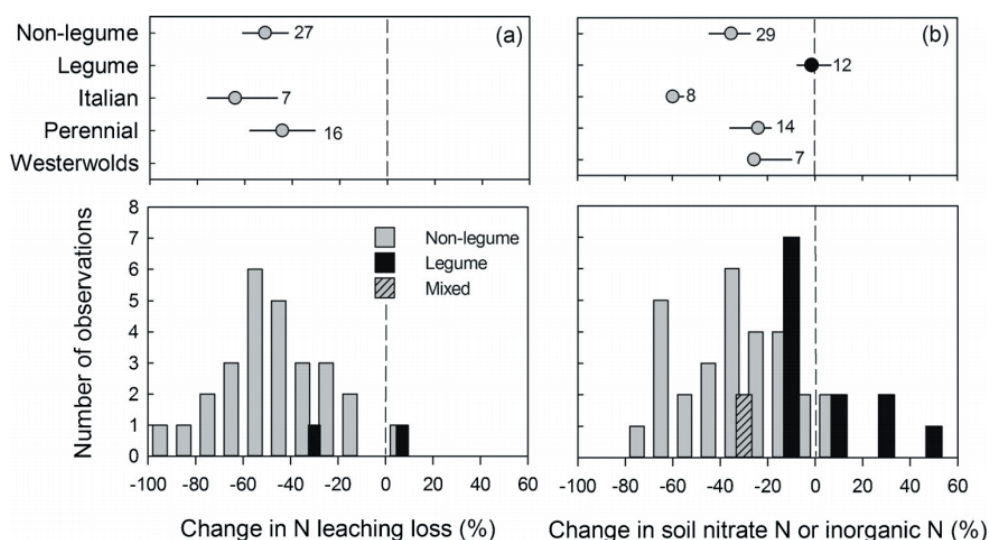 Non-legume
Legume
Italian
Perennial
Westerwolds
27
7
16
(a)
29
12
8
14
7
(b)
Number of observations
8
7
6
5
4
3
2
1
0
Non-legume
Legume
Mixed
-100 -80 -60 -40 -20 0 20 40 60
-100 -80 -60 -40 -20 0 20 40 60
Change in N leaching loss (%)
Change in soil nitrate N or inorganic N (%)